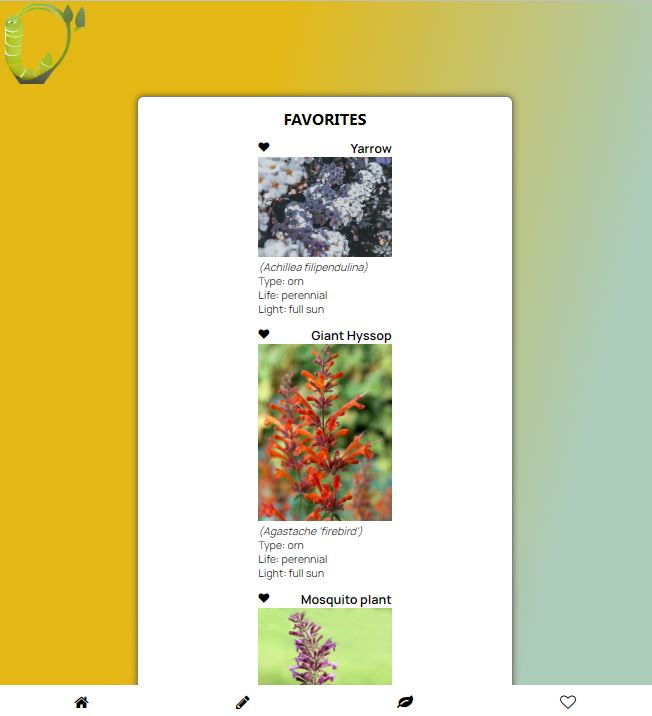 FAVORITES
Yarrow
(Achillea filipendulina)
Type: orn
Life: perennial
Light: full sun
Giant Hyssop
(Agastache 'firebird')
Type: orn
Life: perennial
Light: full sun
Mosquito plant